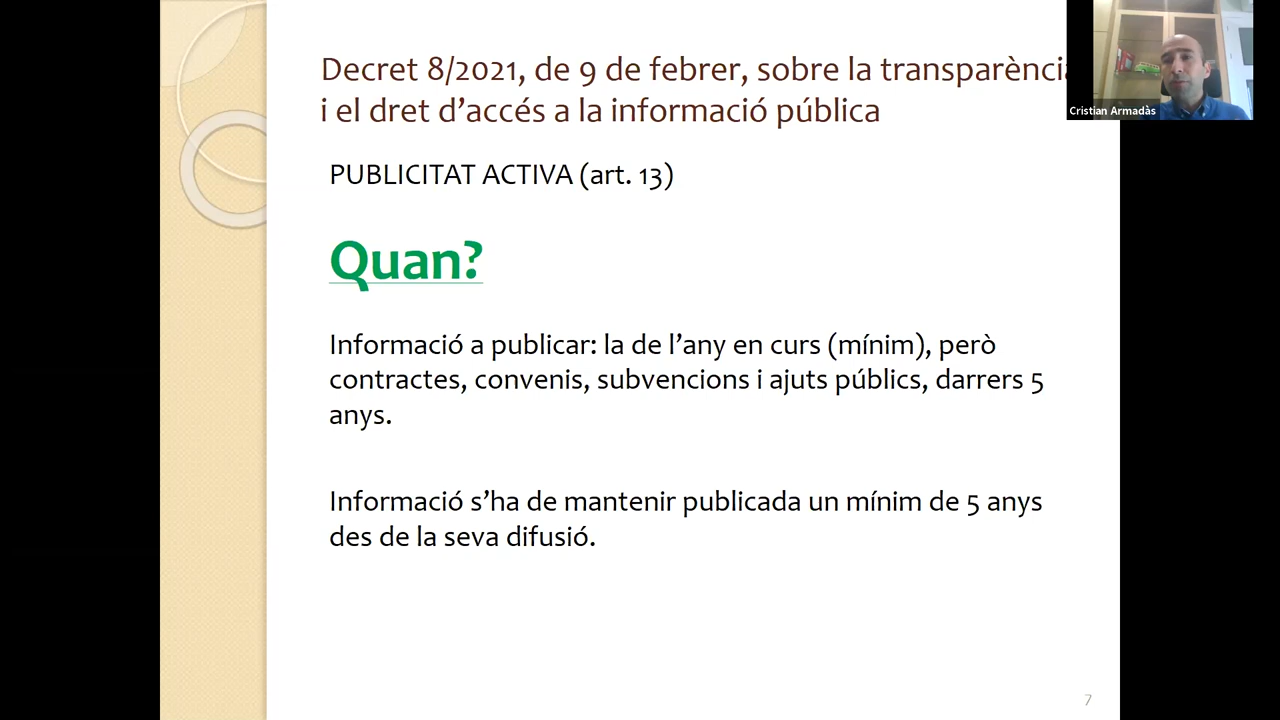 Decret 8/2021, de 9 de febrer, sobre la transparènci
i el dret d’accés a la informació pública
Cristian Armadàs
PUBLICITAT ACTIVA (art. 13)
Quan?
Informació a publicar: la de l’any en curs (mínim), però
contractes, convenis, subvencions i ajuts públics, darrers 5
anys.
Informació s’ha de mantenir publicada un mínim de 5 anys
des de la seva difusió.
7